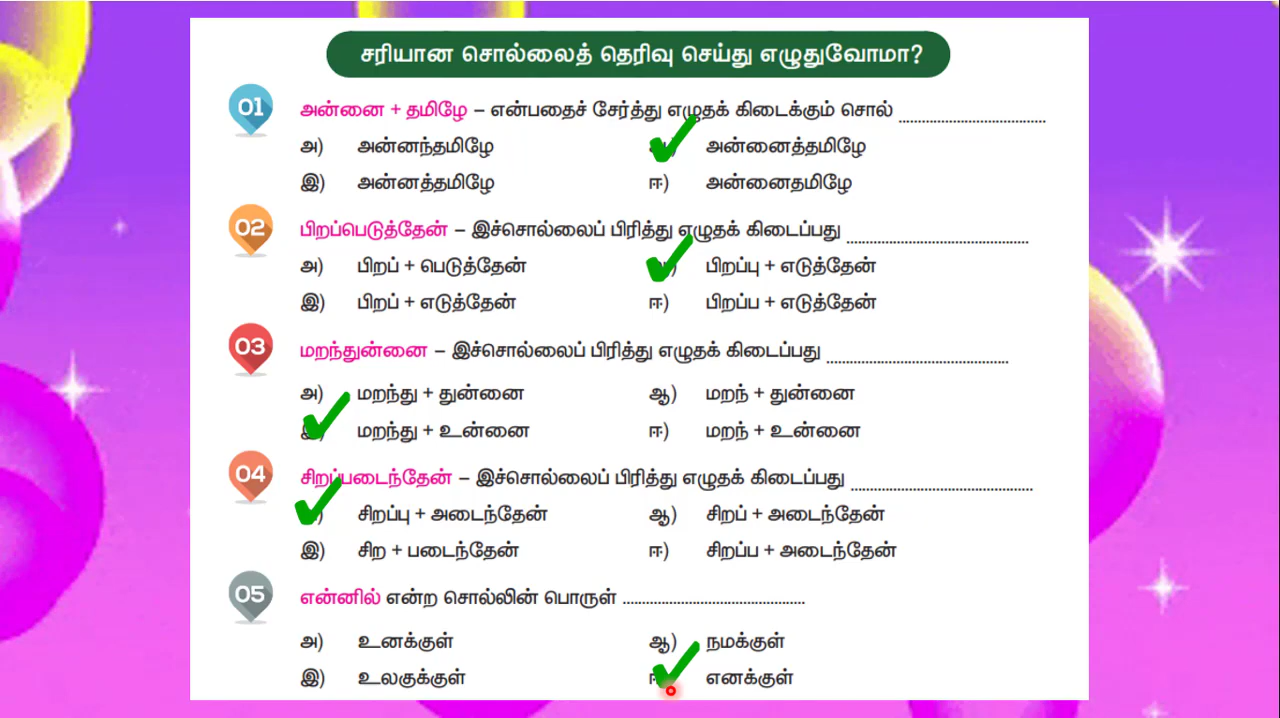 சரியான சொல்லைத் தெரிவு செய்து எழுதுவோமா?
01 அன்னை + தமிழே – என்பதைச் சேர்த்து எழுதக் கிடைக்கும் சொல் ................................
அ) அன்னந்தமிழே ஆ) அன்னைத்தமிழே
இ) அன்னத்தமிழே ஈ) அன்னைதமிழே
02 பிறப்பெடுத்தேன் – இச்சொல்லைப் பிரித்து எழுதக் கிடைப்பது ........................................
அ) பிறப் + பெடுத்தேன் பிறப்பு + எடுத்தேன்
இ) பிறப் + எடுத்தேன் ஈ) பிறப்ப + எடுத்தேன்
03 மறந்துன்னை – இச்சொல்லைப் பிரித்து எழுதக் கிடைப்பது ........................................
அ) மறந்து + துன்னை ஆ) மறந் + துன்னை
இ) மறந்து + உன்னை ஈ) மறந் + உன்னை
04 சிறப்படைந்தேன் – இச்சொல்லைப் பிரித்து எழுதக் கிடைப்பது ........................................
சிறப்பு + அடைந்தேன் ஆ) சிறப் + அடைந்தேன்
இ) சிற + படைந்தேன் ஈ) சிறப்ப + அடைந்தேன்
05 என்னில் என்ற சொல்லின் பொருள் ........................................
அ) உனக்குள் ஆ) நமக்குள்
இ) உலகுக்குள் எனக்குள்